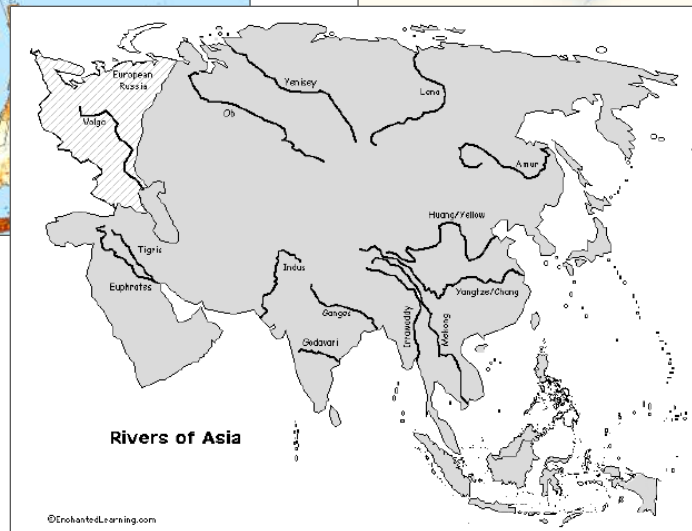 European
Russia
Volga
Ob
Yenisey
Lena
Amur
Huang/Yellow
Tigris
Euphrates
Indus
Ganges
Godavari
Irrawaddy
Mekong
Yangtze/Chang
Rivers of Asia
©EnchantedLearning.com